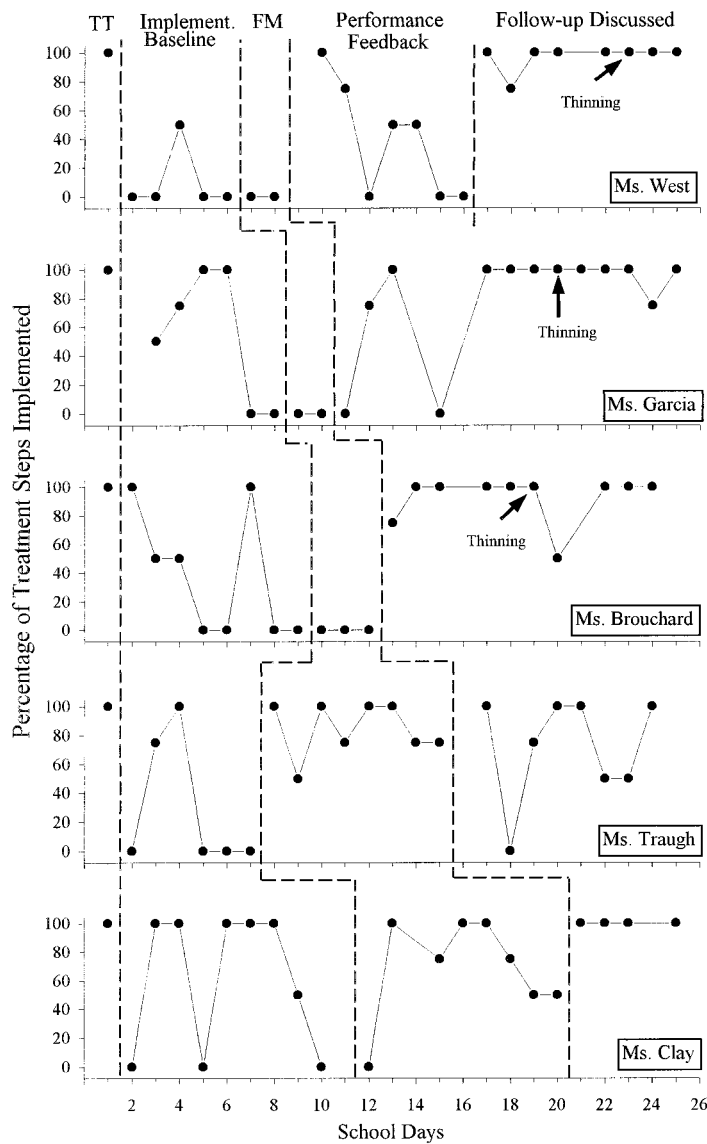 TT Implement. Baseline FM Performance Feedback Follow-up Discussed
100
80
60
40
20
0
Thinning
Ms. West
100
80
60
40
20
0
Thinning
Ms. Garcia
100
80
60
40
20
0
Thinning
Ms. Brouchard
100
80
60
40
20
0
Ms. Traugh
100
80
60
40
20
0
Ms. Clay
2 4 6 8 10 12 14 16 18 20 22 24 26
School Days
Percentage of Treatment Steps Implemented